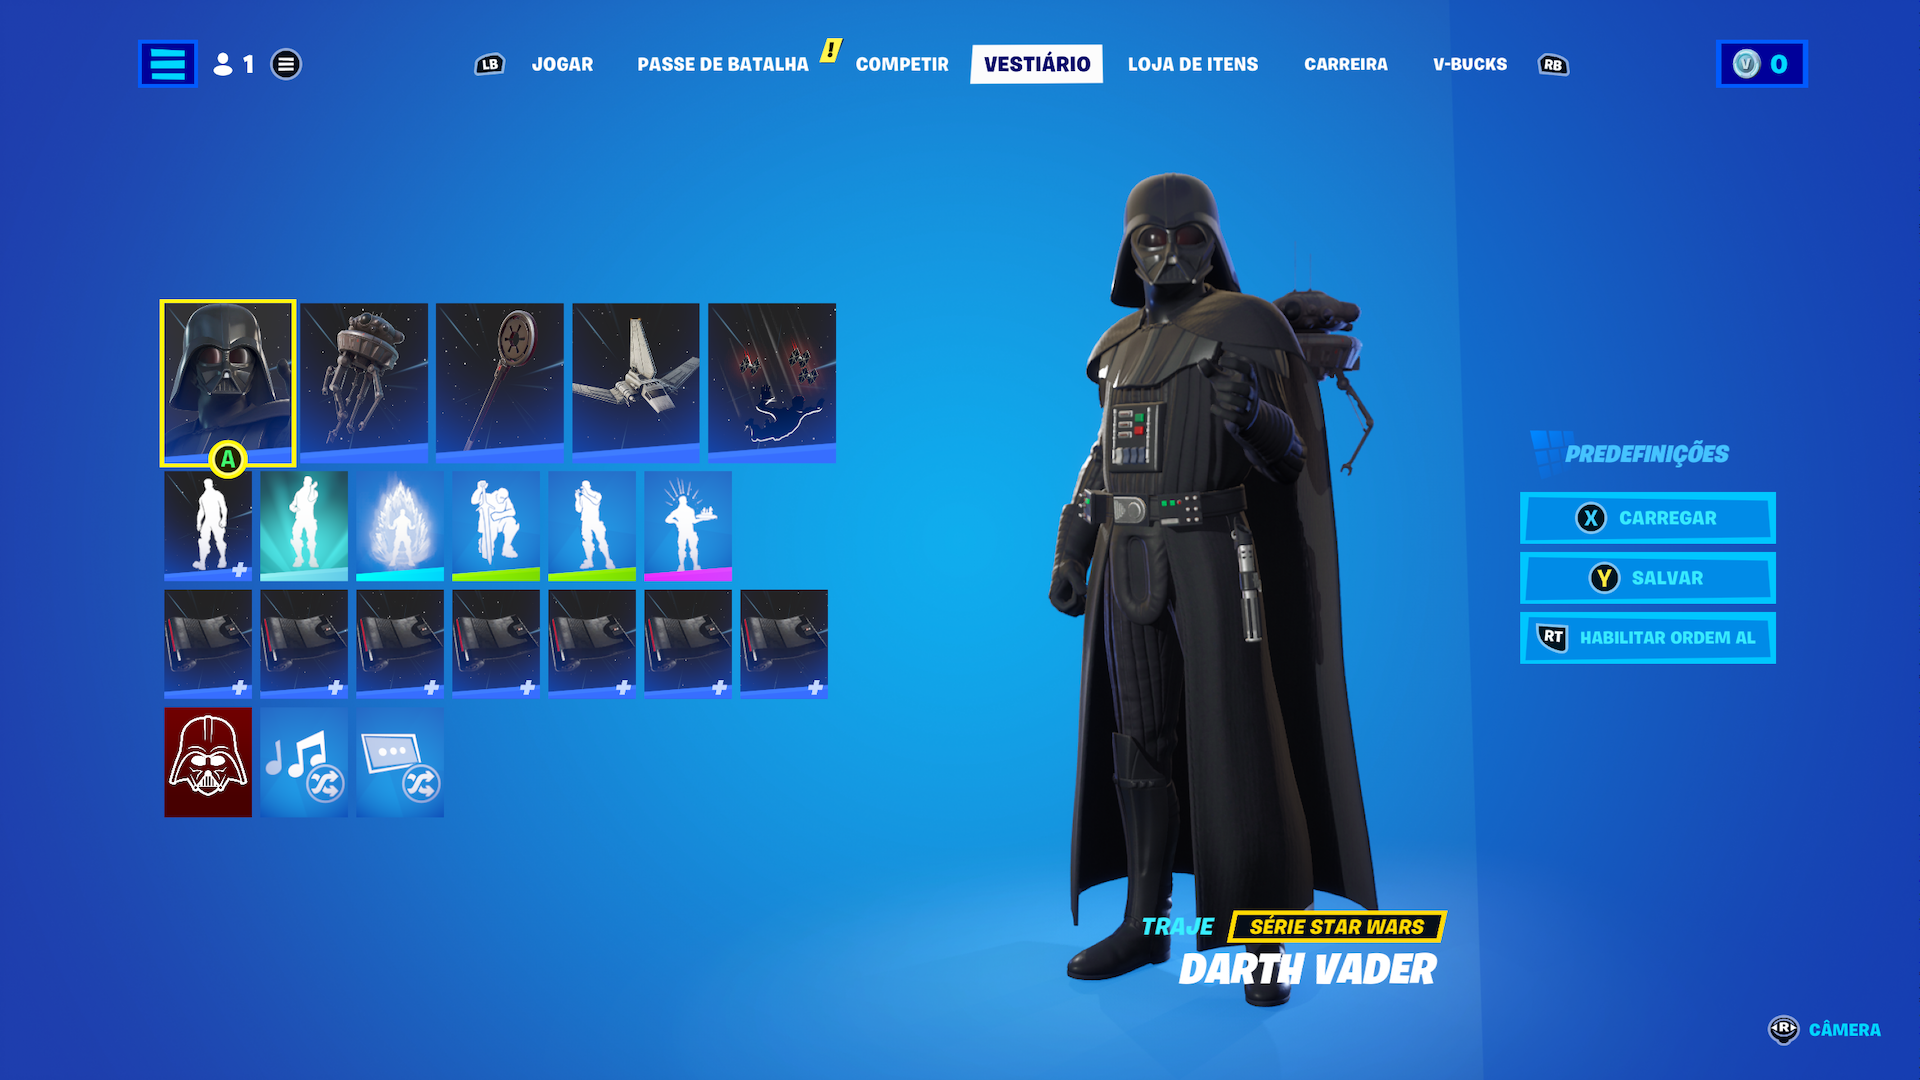 1
LB JOGAR PASSE DE BATALHA ! COMPETIR VESTIÁRIO LOJA DE ITENS CARREIRA V-BUCKS RB
V 0
A
PREDEFINIÇÕES
X CARREGAR
Y SALVAR
RT HABILITAR ORDEM AL
TRAJE SÉRIE STAR WARS
DARTH VADER
R CÂMERA